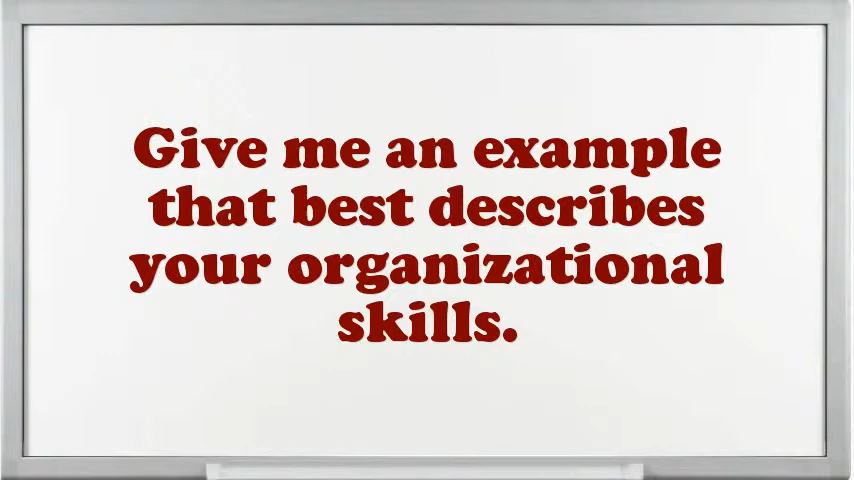 Give me an example
that best describes
your organizational
skills.